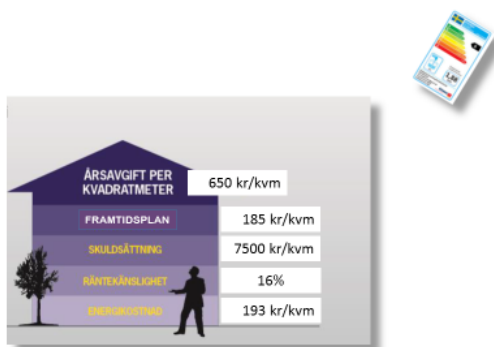 ÅRSAVGIFT PER
KVADRATMETER
650 kr/kvm
FRAMTIDSPLAN
185 kr/kvm
SKULDSÄTTNING
7500 kr/kvm
RÄNTEKÄNSLIGHET
16%
ENERGIKOSTNAD
193 kr/kvm